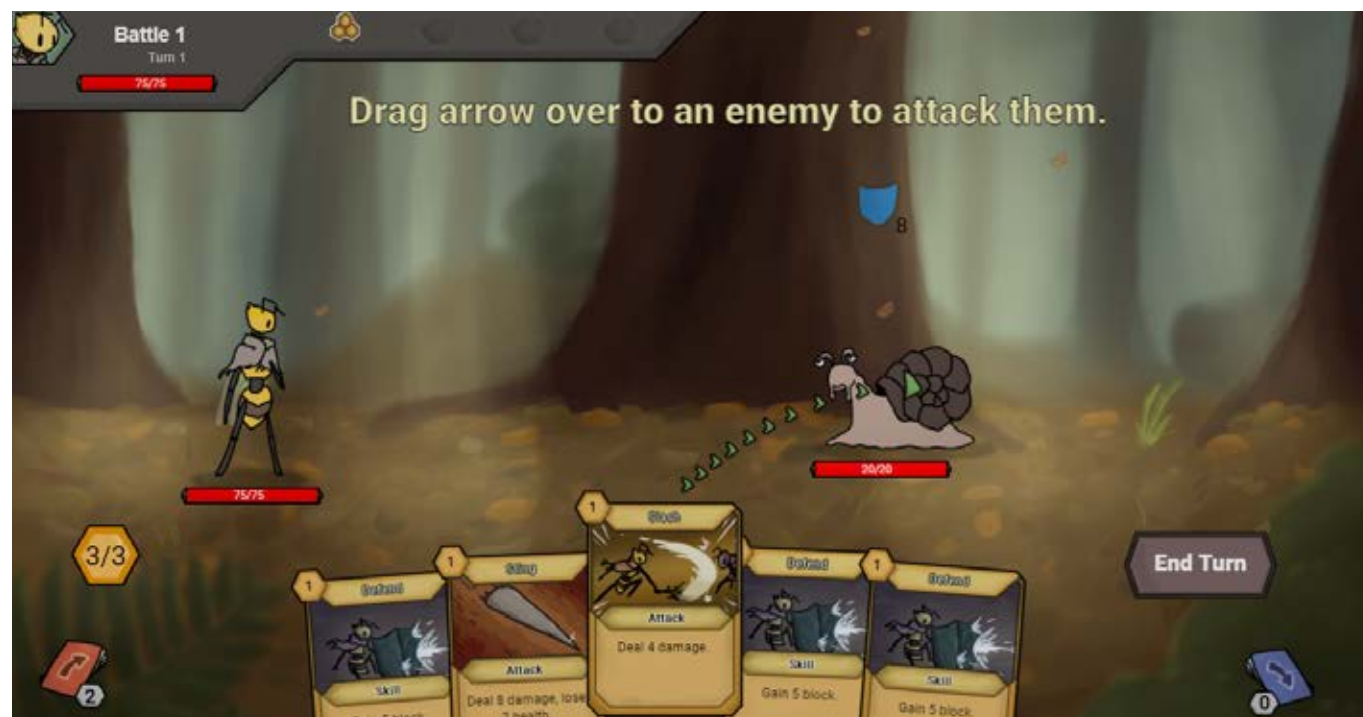 Battle 1
Turn 1
75/75
Drag arrow over to an enemy to attack them.
8
75/75
20/20
3/3
End Turn
1
Defend
Skill
1
Sting
Attack
Deal 8 damage, lose
health
1
Slash
Attack
Deal 4 damage.
Defend
Skill
Gain 5 block.
1
Defend
Skill
Gain 5 block.
2
0